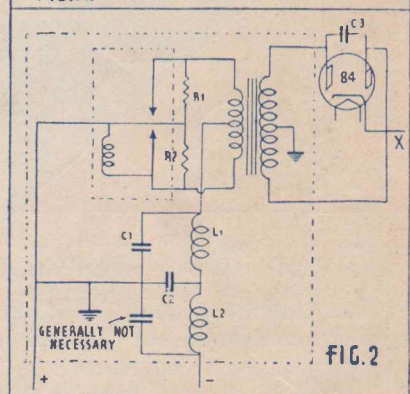 C3
84
R1
X
R2
C1
L1
C2
L2
GENERALLY NOT
NECESSARY
FIG.2
+
-